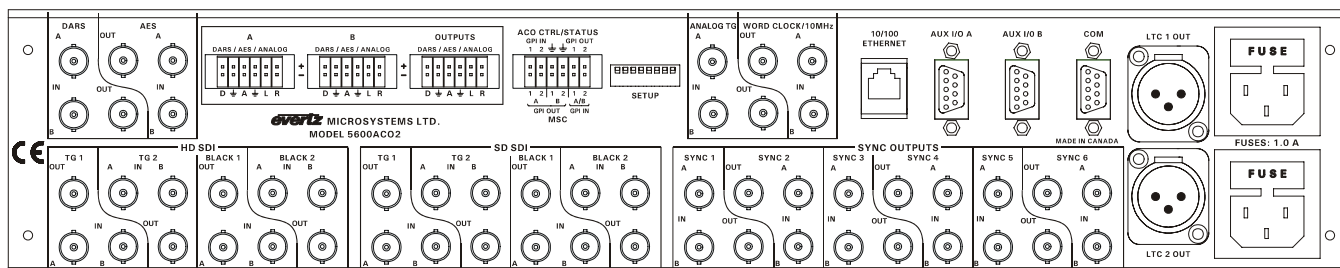 DARS AES
A OUT A
IN OUT
B B
A B OUTPUTS
DARS / AES / ANALOG DARS / AES / ANALOG DARS / AES / ANALOG
+ +
− −
D A L R D A L R D A L R
evertz MICROSYSTEMS LTD.
MODEL 5600ACO2
ACO CTRL/STATUS
GPI IN GPI OUT
1 2 1 2
1 2 1 2 1 2
A B A/B
GPI OUT GPI IN
MSC
SETUP
ANALOG TG WORD CLOCK/10MHz
A OUT A
IN OUT
B B
10/100
ETHERNET
AUX I/O A
AUX I/O B
COM
MADE IN CANADA
LTC 1 OUT
FUSE
CE
FUSES: 1.0 A
HD SDI
TG 1 TG 2 BLACK 1 BLACK 2
OUT A IN B OUT A IN B
IN OUT IN OUT
A B A B
SD SDI
TG 1 TG 2 BLACK 1 BLACK 2
OUT A IN B OUT A IN B
IN OUT IN OUT
A B A B
SYNC OUTPUTS
SYNC 1 SYNC 2 SYNC 3 SYNC 4 SYNC 5 SYNC 6
A OUT A A OUT A A OUT A
IN OUT IN OUT IN OUT IN
B B B B B B
FUSE
LTC 2 OUT